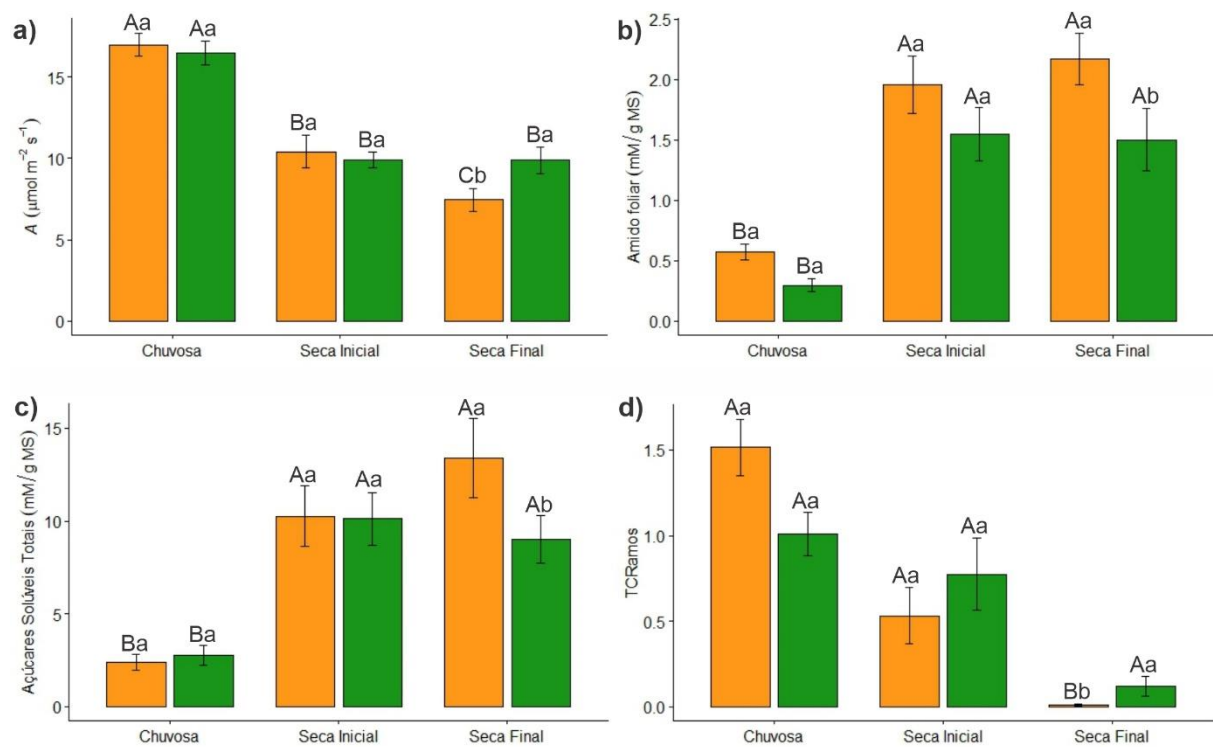 a)
A (µmol m⁻² s⁻¹)
15
10
5
0
Aa Aa
Ba Ba
Cb Ba
Chuvosa Seca Inicial Seca Final
b)
Amido foliar (mM/g MS)
2.5
2.0
1.5
1.0
0.5
0.0
Ba Ba
Aa Aa
Aa Ab
Chuvosa Seca Inicial Seca Final
c)
Açúcares Solúveis Totais (mM/g MS)
15
10
5
0
Ba Ba
Aa Aa
Aa Ab
Chuvosa Seca Inicial Seca Final
d)
TCRamos
1.5
1.0
0.5
0.0
Aa Aa
Aa Aa
Bb Aa
Chuvosa Seca Inicial Seca Final